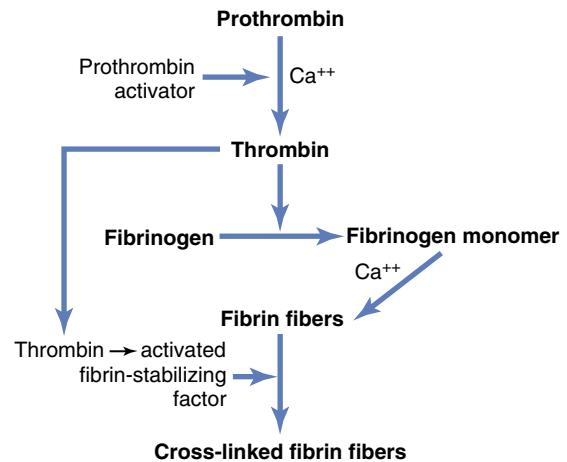 Prothrombin
Prothrombin
activator
Ca++
Thrombin
Fibrinogen
Fibrinogen monomer
Ca++
Fibrin fibers
Thrombin → activated
fibrin-stabilizing
factor
Cross-linked fibrin fibers